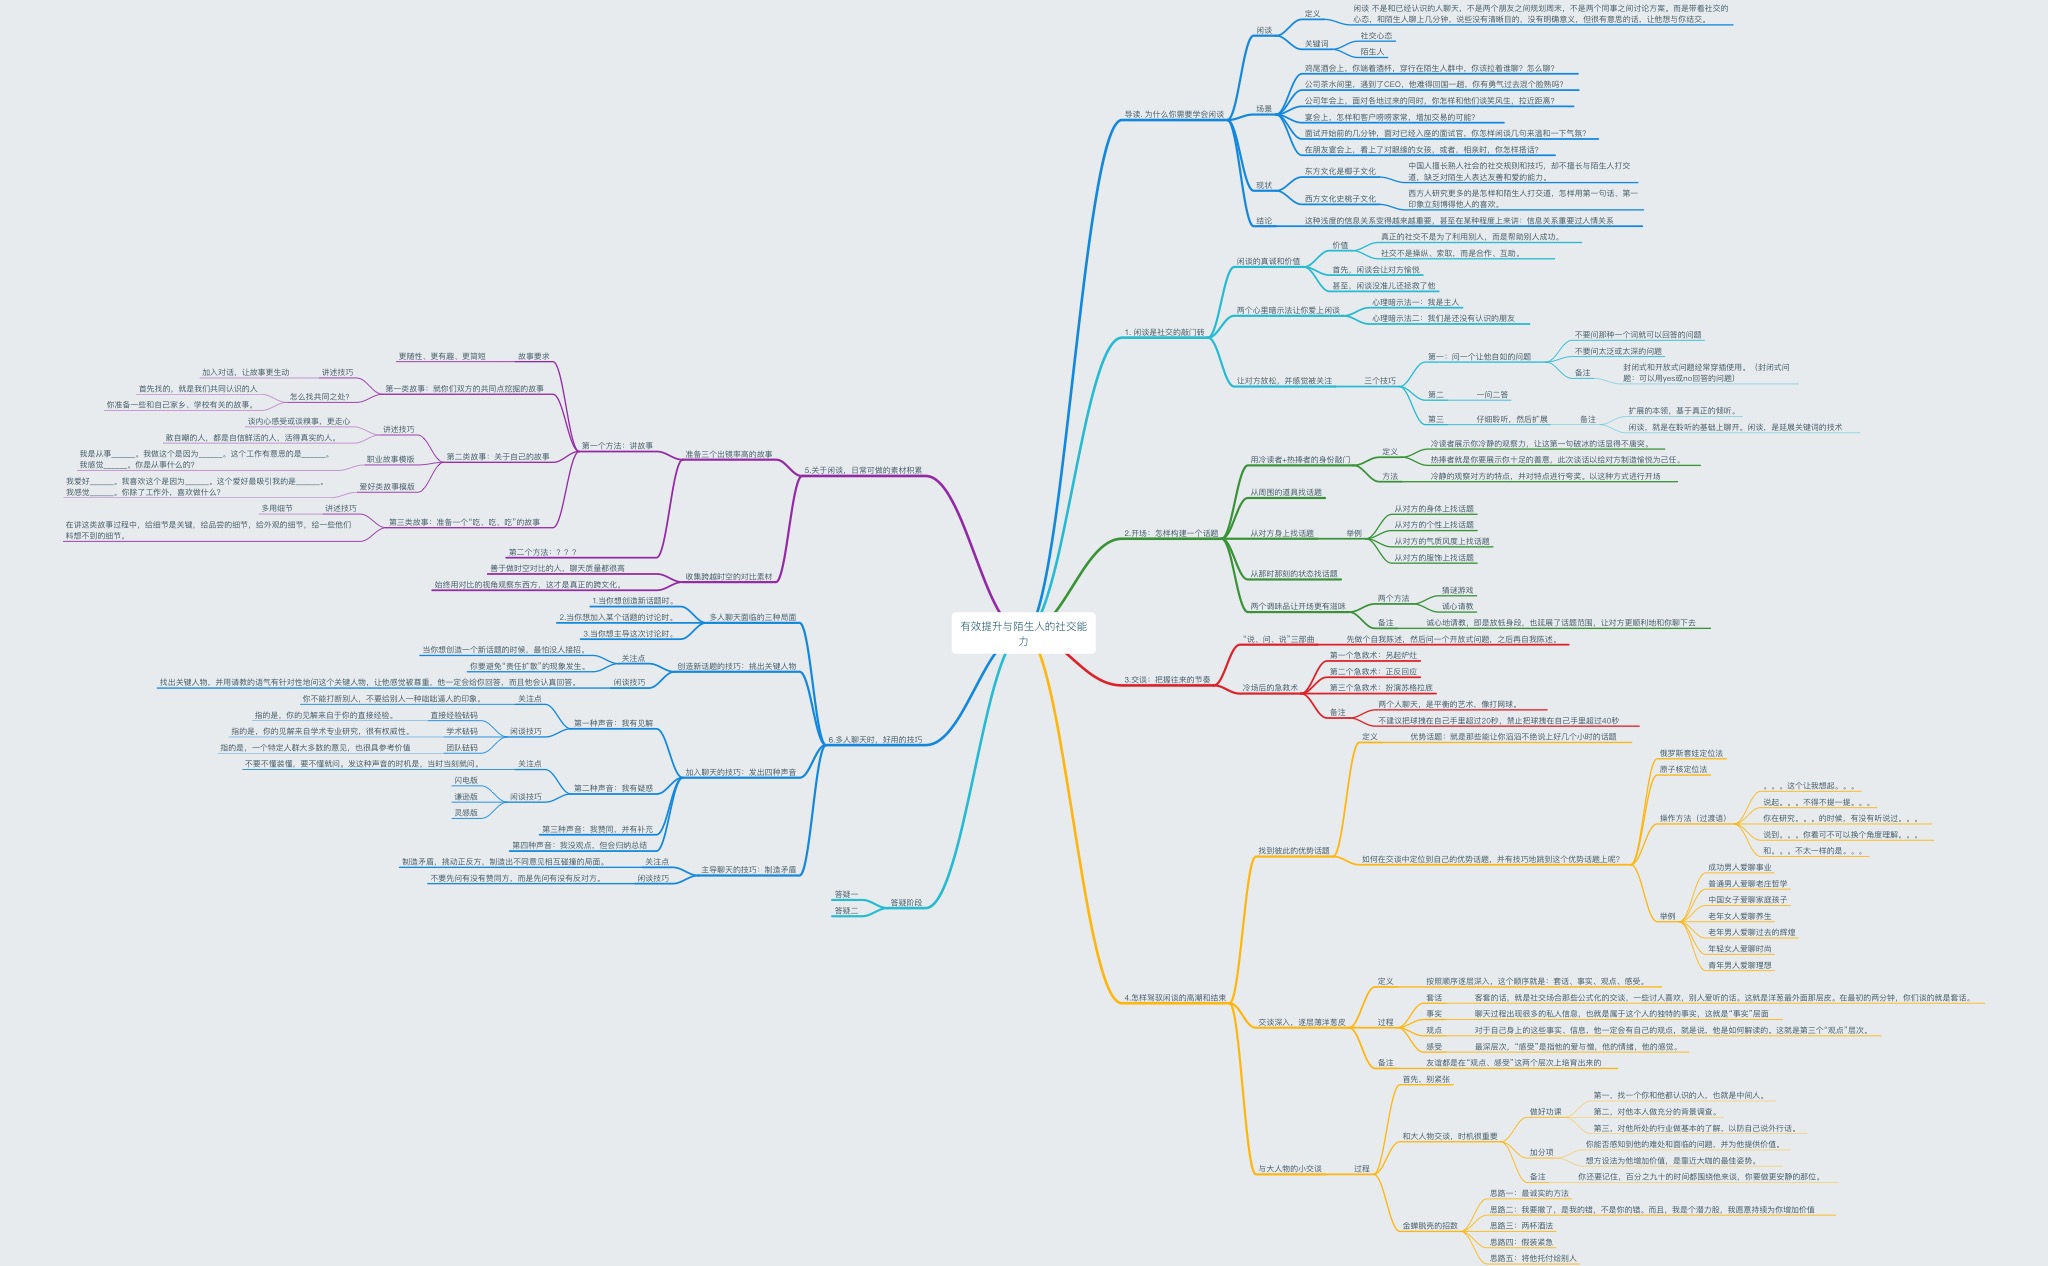 有效提升与陌生人的社交能
力
导读. 为什么你需要学会闲谈
闲谈
定义
闲谈 不是和已经认识的人聊天，不是两个朋友之间规划周末，不是两个同事之间讨论方案。而是带着社交的
心态，和陌生人聊上几分钟，说些没有清晰目的，没有明确意义，但很有意思的话，让他想与你结交。
关键词
社交心态
陌生人
场景
鸡尾酒会上，你端着酒杯，穿行在陌生人群中，你该拉着谁聊？怎么聊？
公司茶水间里，遇到了CEO，他难得回国一趟，你有勇气过去混个脸熟吗？
公司年会上，面对各地过来的同时，你怎样和他们谈笑风生，拉近距离？
宴会上，怎样和客户唠唠家常，增加交易的可能？
面试开始前的几分钟，面对已经入座的面试官，你怎样闲谈几句来温和一下气氛？
在朋友宴会上，看上了对眼缘的女孩，或者，相亲时，你怎样搭话？
现状
东方文化是椰子文化
中国人擅长熟人社会的社交规则和技巧，却不擅长与陌生人打交
道，缺乏对陌生人表达友善和爱的能力。
西方文化史桃子文化
西方人研究更多的是怎样和陌生人打交道，怎样用第一句话、第一
印象立刻博得他人的喜欢。
结论
这种浅度的信息关系变得越来越重要，甚至在某种程度上来讲：信息关系重要过人情关系
1. 闲谈是社交的敲门砖
闲谈的真诚和价值
价值
真正的社交不是为了利用别人，而是帮助别人成功。
社交不是操纵、索取，而是合作、互助。
首先，闲谈会让对方愉悦
甚至，闲谈没准儿还拯救了他
两个心里暗示法让你爱上闲谈
心理暗示法一：我是主人
心理暗示法二：我们是还没有认识的朋友
让对方放松，并感觉被关注
三个技巧
第一：问一个让他自如的问题
不要问那种一个词就可以回答的问题
不要问太泛或太深的问题
备注
封闭式和开放式问题经常穿插使用。（封闭式问
题：可以用yes或no回答的问题）
第二
一问二答
第三
仔细聆听，然后扩展
备注
扩展的本领，基于真正的倾听。
闲谈，就是在聆听的基础上聊开。闲谈，是延展关键词的技术
2.开场：怎样构建一个话题
用冷读者+热捧者的身份敲门
定义
冷读者展示你冷静的观察力，让这第一句破冰的话显得不唐突。
热捧者就是你要展示你十足的善意，此次谈话以给对方制造愉悦为己任。
方法
冷静的观察对方的特点，并对特点进行夸奖。以这种方式进行开场
从周围的道具找话题
从对方身上找话题
举例
从对方的身体上找话题
从对方的个性上找话题
从对方的气质风度上找话题
从对方的服饰上找话题
从那时那刻的状态找话题
两个调味品让开场更有滋味
两个方法
猜谜游戏
诚心请教
备注
诚心地请教，即是放低身段，也延展了话题范围，让对方更顺利地和你聊下去
3.交谈：把握往来的节奏
“说、问、说”三部曲
先做个自我陈述，然后问一个开放式问题，之后再自我陈述。
冷场后的急救术
第一个急救术：另起炉灶
第二个急救术：正反回应
第三个急救术：扮演苏格拉底
备注
两个人聊天，是平衡的艺术，像打网球。
不建议把球拽在自己手里超过20秒，禁止把球拽在自己手里超过40秒
4.怎样驾驭闲谈的高潮和结束
找到彼此的优势话题
定义
优势话题：就是那些能让你滔滔不绝说上好几个小时的话题
如何在交谈中定位到自己的优势话题，并有技巧地跳到这个优势话题上呢？
俄罗斯套娃定位法
原子核定位法
操作方法（过渡语）
。。。这个让我想起。。。
说起。。。不得不提一提。。。
你在研究。。。的时候，有没有听说过。。。
说到。。。你看可不可以换个角度理解。。。
和。。。不太一样的是。。。
举例
成功男人爱聊事业
普通男人爱聊老庄哲学
中国女子爱聊家庭孩子
老年女人爱聊养生
老年男人爱聊过去的辉煌
年轻女人爱聊时尚
青年男人爱聊理想
交谈深入，逐层薄洋葱皮
定义
按照顺序逐层深入，这个顺序就是：套话、事实、观点、感受。
过程
套话
客套的话，就是社交场合那些公式化的交谈，一些讨人喜欢，别人爱听的话。这就是洋葱最外面那层皮。在最初的两分钟，你们谈的就是套话。
事实
聊天过程出现很多的私人信息，也就是属于这个人的独特的事实，这就是“事实”层面
观点
对于自己身上的这些事实、信息，他一定会有自己的观点，就是说，他是如何解读的。这就是第三个“观点”层次。
感受
最深层次，“感受”是指他的爱与憎，他的情绪，他的感觉。
备注
友谊都是在“观点、感受”这两个层次上培育出来的
与大人物的小交谈
过程
首先，别紧张
和大人物交谈，时机很重要
做好功课
第一，找一个你和他都认识的人，也就是中间人。
第二，对他本人做充分的背景调查。
第三，对他所处的行业做基本的了解，以防自己说外行话。
加分项
你能否感知到他的难处和面临的问题，并为他提供价值。
想方设法为他增加价值，是靠近大咖的最佳姿势。
备注
你还要记住，百分之九十的时间都围绕他来谈，你要做更安静的那位。
金蝉脱壳的招数
思路一：最诚实的方法
思路二：我要撤了，是我的错，不是你的错。而且，我是个潜力股，我愿意持续为你增加价值
思路三：两杯酒法
思路四：假装紧急
思路五：将他托付给别人
5.关于闲谈，日常可做的素材积累
准备三个出镜率高的故事
第一个方法：讲故事
故事要求
更随性、更有趣、更简短
第一类故事：就你们双方的共同点挖掘的故事
讲述技巧
加入对话，让故事更生动
怎么找共同之处？
首先找的，就是我们共同认识的人
你准备一些和自己家乡、学校有关的故事。
第二类故事：关于自己的故事
讲述技巧
谈内心感受或谈糗事，更走心
敢自嘲的人，都是自信鲜活的人，活得真实的人。
职业故事模版
我是从事______。我做这个是因为______。这个工作有意思的是______。
我感觉______。你是从事什么的？
爱好类故事模版
我爱好______。我喜欢这个是因为______。这个爱好最吸引我的是______。
我感觉______。你除了工作外，喜欢做什么？
第三类故事：准备一个“吃、吃、吃”的故事
讲述技巧
多用细节
在讲这类故事过程中，给细节是关键，给品尝的细节，给外观的细节，给一些他们
料想不到的细节。
第二个方法：？？？
收集跨越时空的对比素材
善于做时空对比的人，聊天质量都很高
始终用对比的视角观察东西方，这才是真正的跨文化。
6.多人聊天时，好用的技巧
多人聊天面临的三种局面
1.当你想创造新话题时。
2.当你想加入某个话题的讨论时。
3.当你想主导这次讨论时。
创造新话题的技巧：挑出关键人物
关注点
当你想创造一个新话题的时候，最怕没人接招。
你要避免“责任扩散”的现象发生。
闲谈技巧
找出关键人物，并用请教的语气有针对性地问这个关键人物，让他感觉被尊重，他一定会给你回答，而且他会认真回答。
加入聊天的技巧：发出四种声音
第一种声音：我有见解
关注点
你不能打断别人，不要给别人一种咄咄逼人的印象。
闲谈技巧
直接经验砝码
指的是，你的见解来自于你的直接经验。
学术砝码
指的是，你的见解来自学术专业研究，很有权威性。
团队砝码
指的是，一个特定人群大多数的意见，也很具参考价值
第二种声音：我有疑惑
关注点
不要不懂装懂，要不懂就问。发这种声音的时机是，当时当刻就问。
闲谈技巧
闪电版
谦逊版
灵感版
第三种声音：我赞同，并有补充
第四种声音：我没观点，但会归纳总结
主导聊天的技巧：制造矛盾
关注点
制造矛盾，挑动正反方，制造出不同意见相互碰撞的局面。
闲谈技巧
不要先问有没有赞同方，而是先问有没有反对方。
答疑阶段
答疑一
答疑二